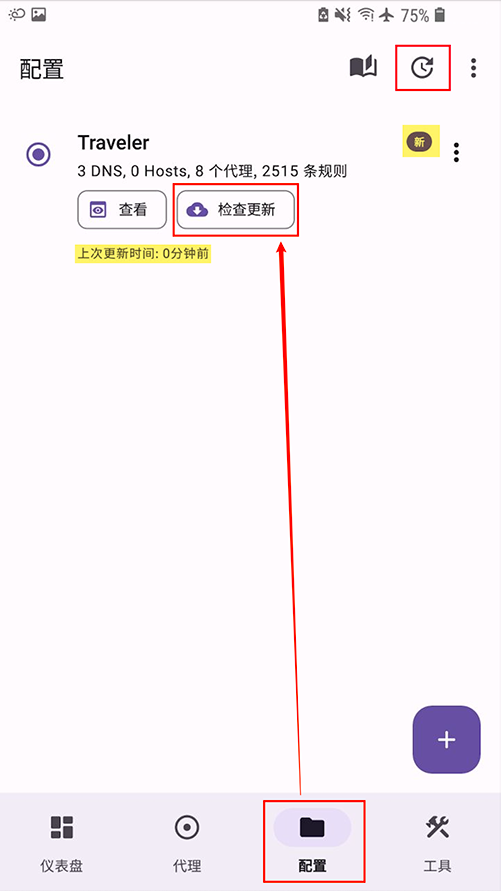 75%
配置
Traveler
新
3 DNS, 0 Hosts, 8 个代理, 2515 条规则
查看
检查更新
上次更新时间: 0分钟前
仪表盘
代理
配置
工具